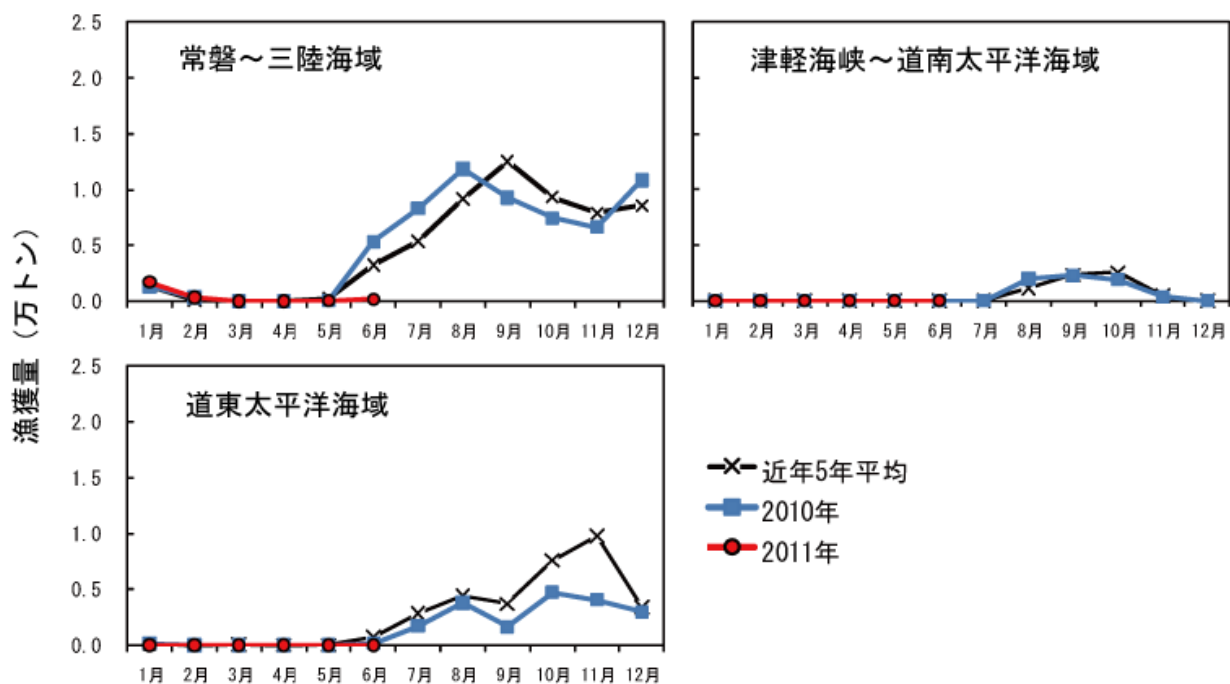 漁獲量（万トン）
常磐～三陸海域
2.5
2.0
1.5
1.0
0.5
0.0
1月 2月 3月 4月 5月 6月 7月 8月 9月 10月 11月 12月
津軽海峡～道南太平洋海域
1月 2月 3月 4月 5月 6月 7月 8月 9月 10月 11月 12月
道東太平洋海域
2.5
2.0
1.5
1.0
0.5
0.0
1月 2月 3月 4月 5月 6月 7月 8月 9月 10月 11月 12月
近年5年平均
2010年
2011年